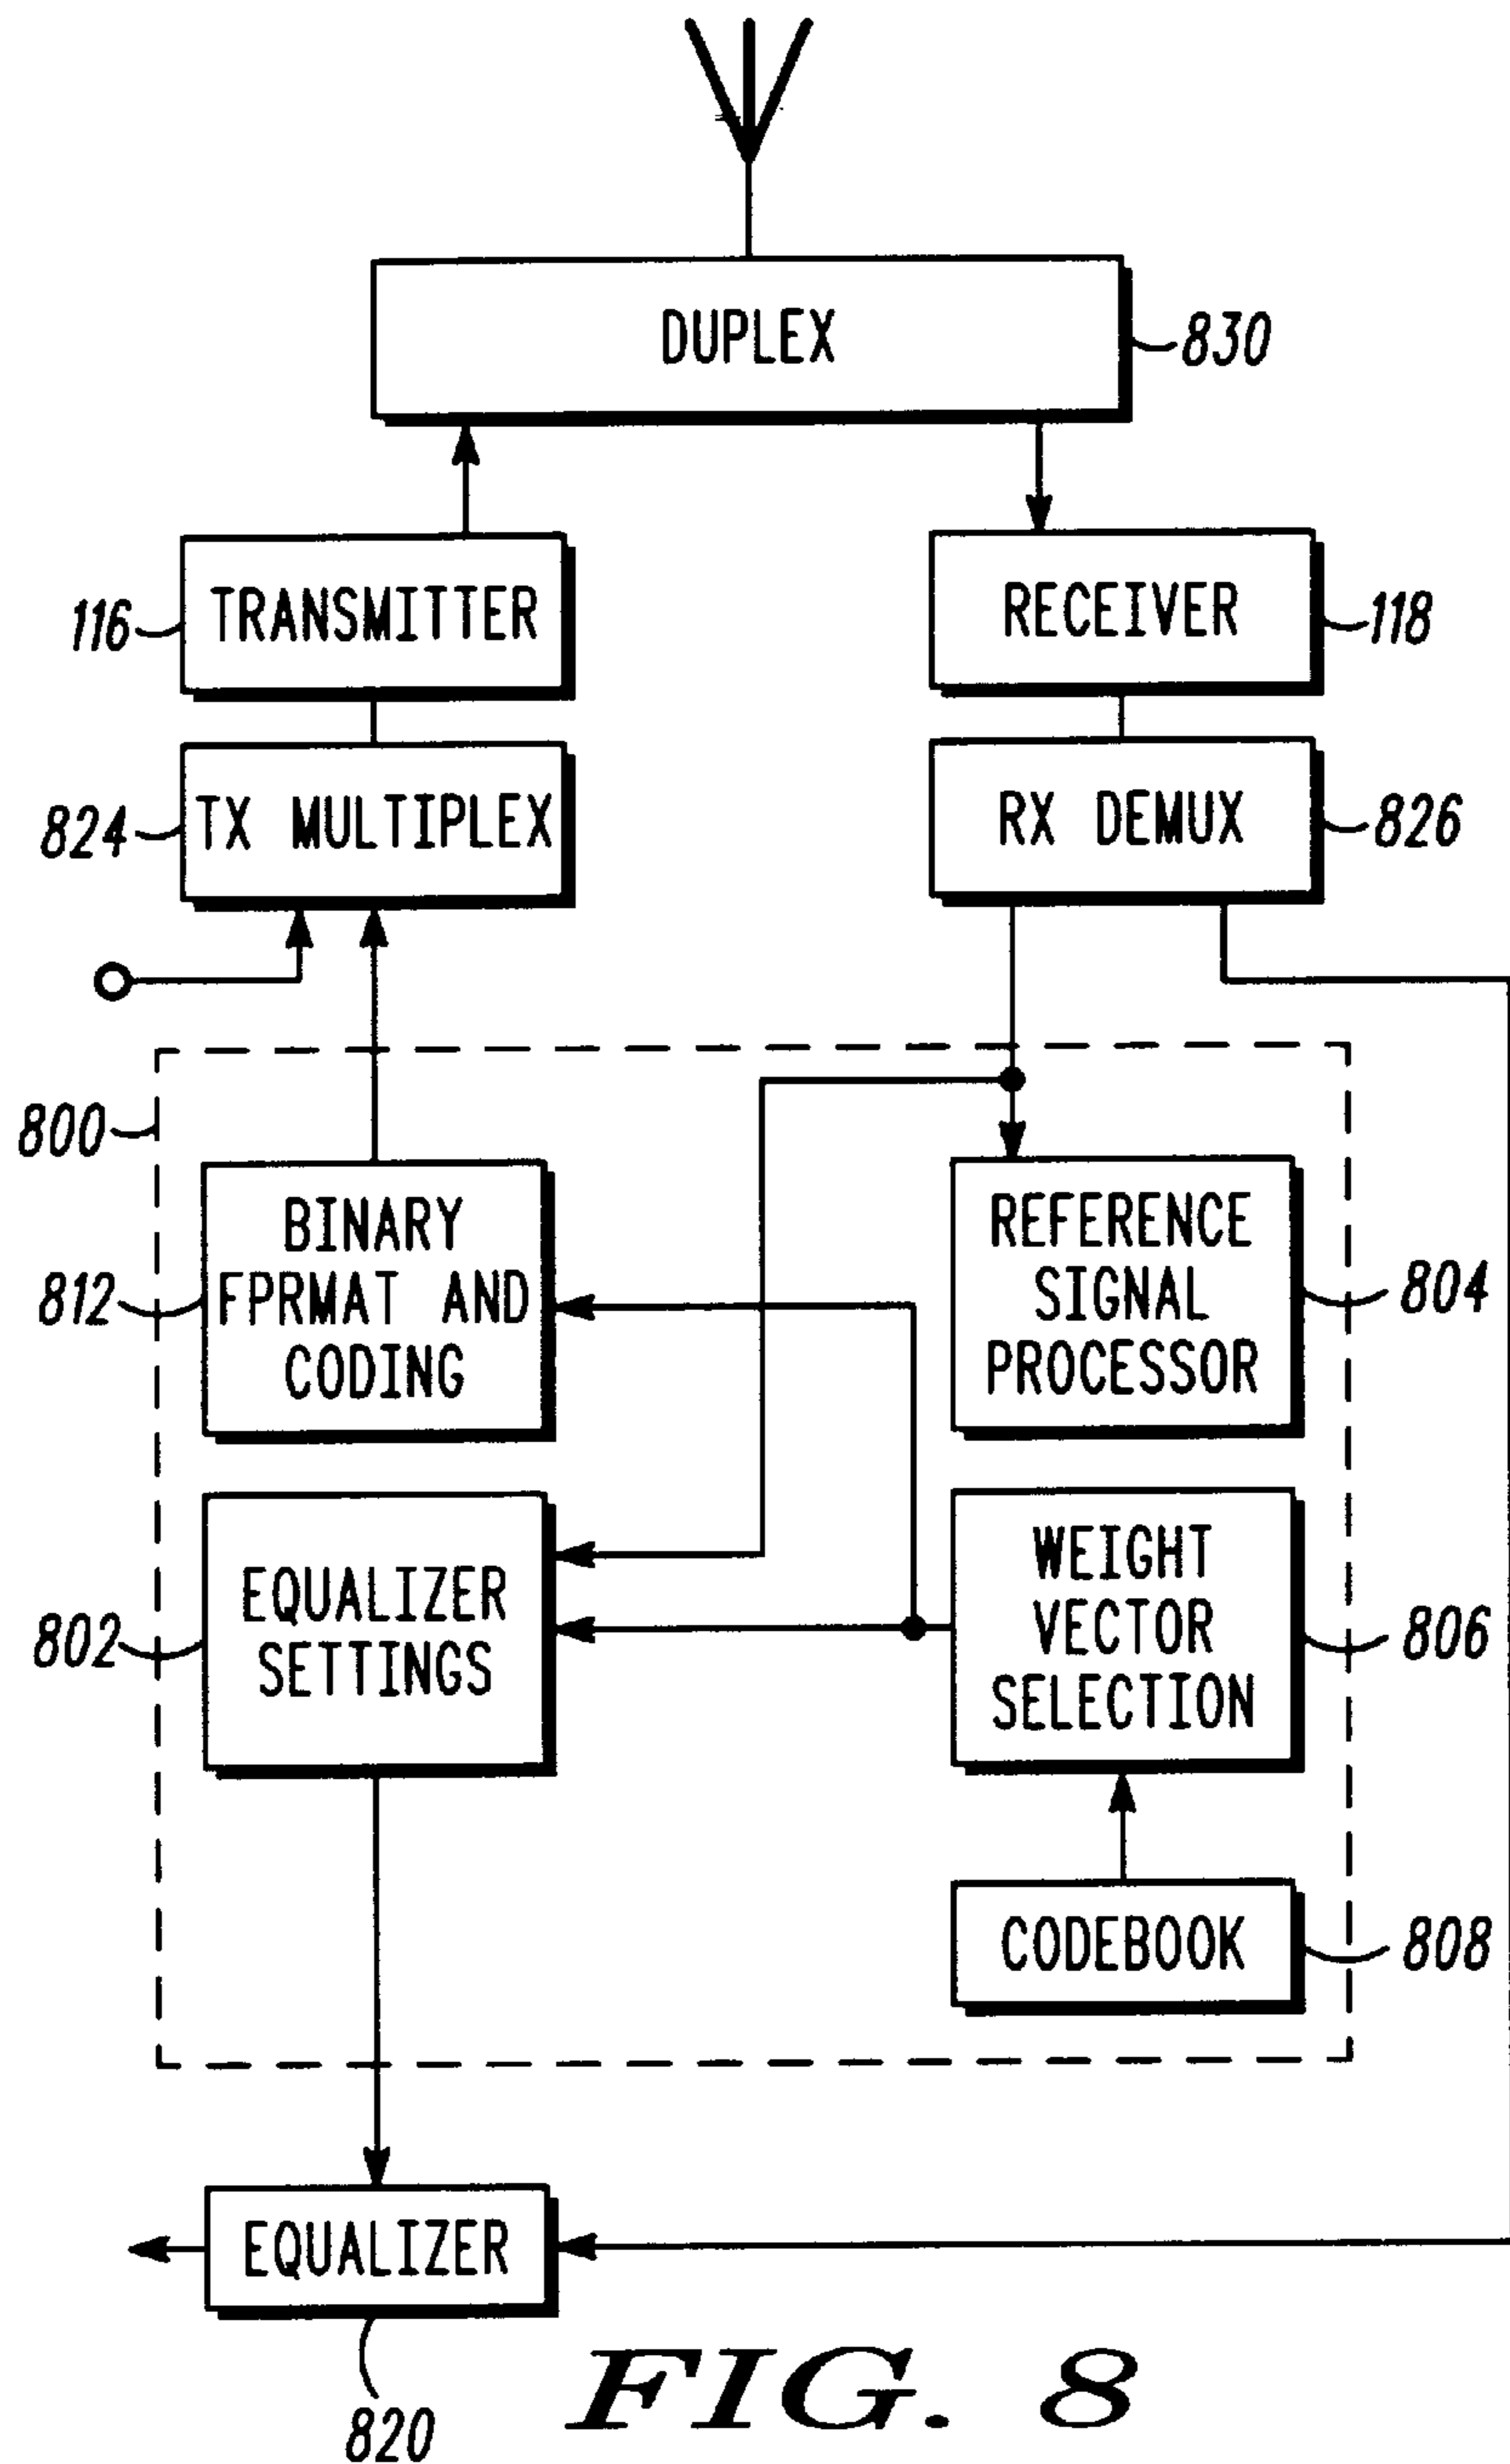 DUPLEX
830
TRANSMITTER
116
RECEIVER
118
TX MULTIPLEX
824
RX DEMUX
826
800
BINARY
FPRMAT AND
CODING
812
REFERENCE
SIGNAL
PROCESSOR
804
EQUALIZER
SETTINGS
802
WEIGHT
VECTOR
SELECTION
806
CODEBOOK
808
EQUALIZER
820
FIG. 8